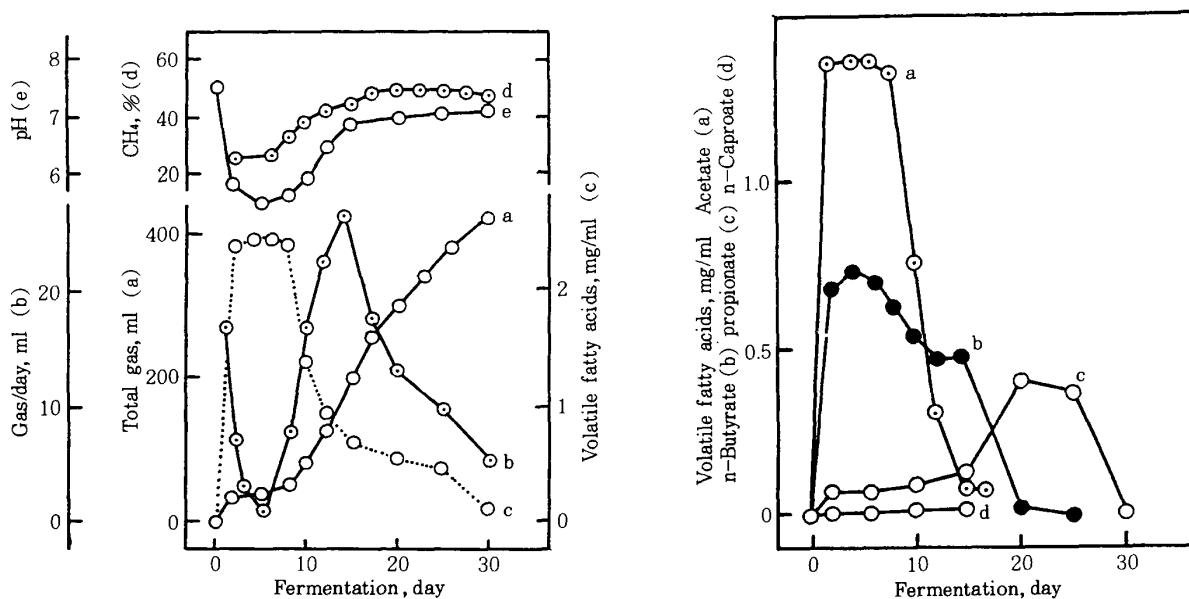 pH (e)
8
7
6
CH₄, % (d)
60
40
20
d
e
Gas/day, ml (b)
20
10
0
Total gas, ml (a)
400
200
0
a
b
c
Volatile fatty acids, mg/ml (c)
2
1
0
0 10 20 30
Fermentation, day
Volatile fatty acids, mg/ml Acetate (a)
n-Butyrate (b) propionate (c) n-Caproate (d)
1.0
0.5
0
a
b
c
d
0 10 20 30
Fermentation, day